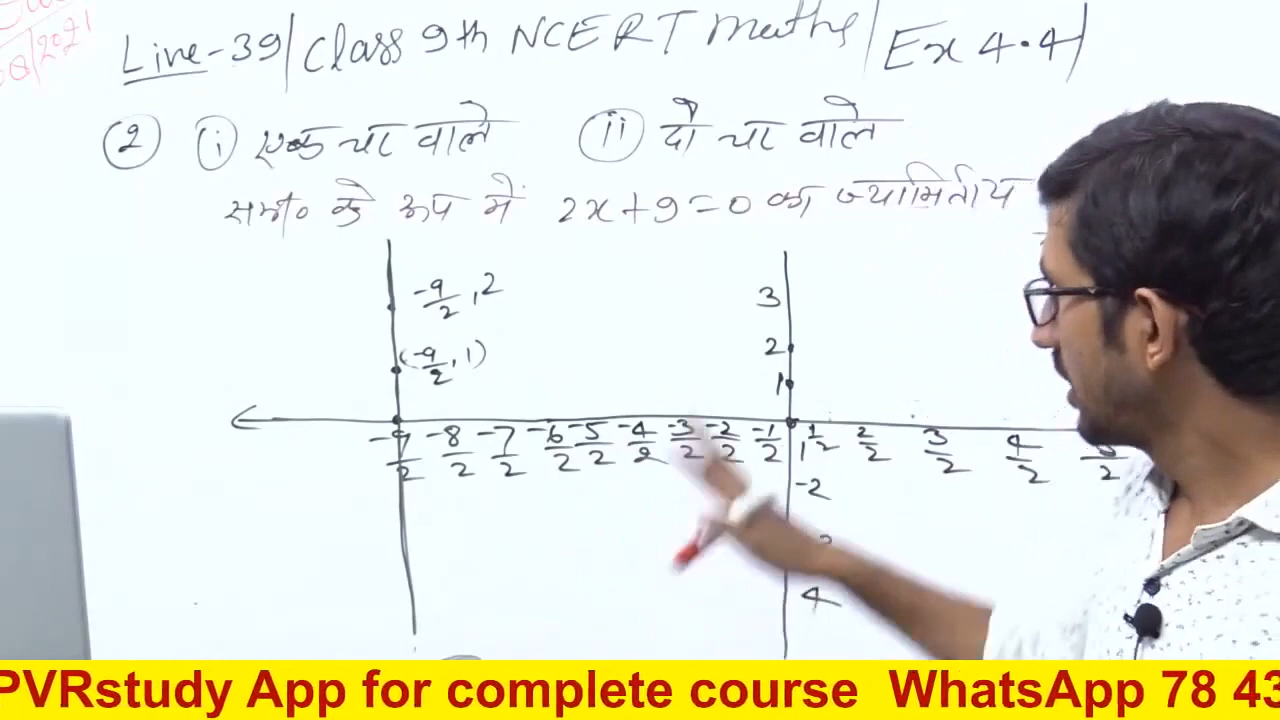 08/2021
Live-39/ Class 9th NCERT Maths/ Ex 4.4/
② ⓘ एक चर वाले ⓘⓘ दो चर वाले
समी० के रूप में 2x+9=0 का ज्यामितीय
-9/2, 2
3
(-9/2, 1)
2
1
-9/2 -8/2 -7/2 -6/2 -5/2 -4/2 -3/2 -2/2 -1/2 1/2 2/2 3/2 4/2
-2
4
PVRstudy App for complete course WhatsApp 78 43